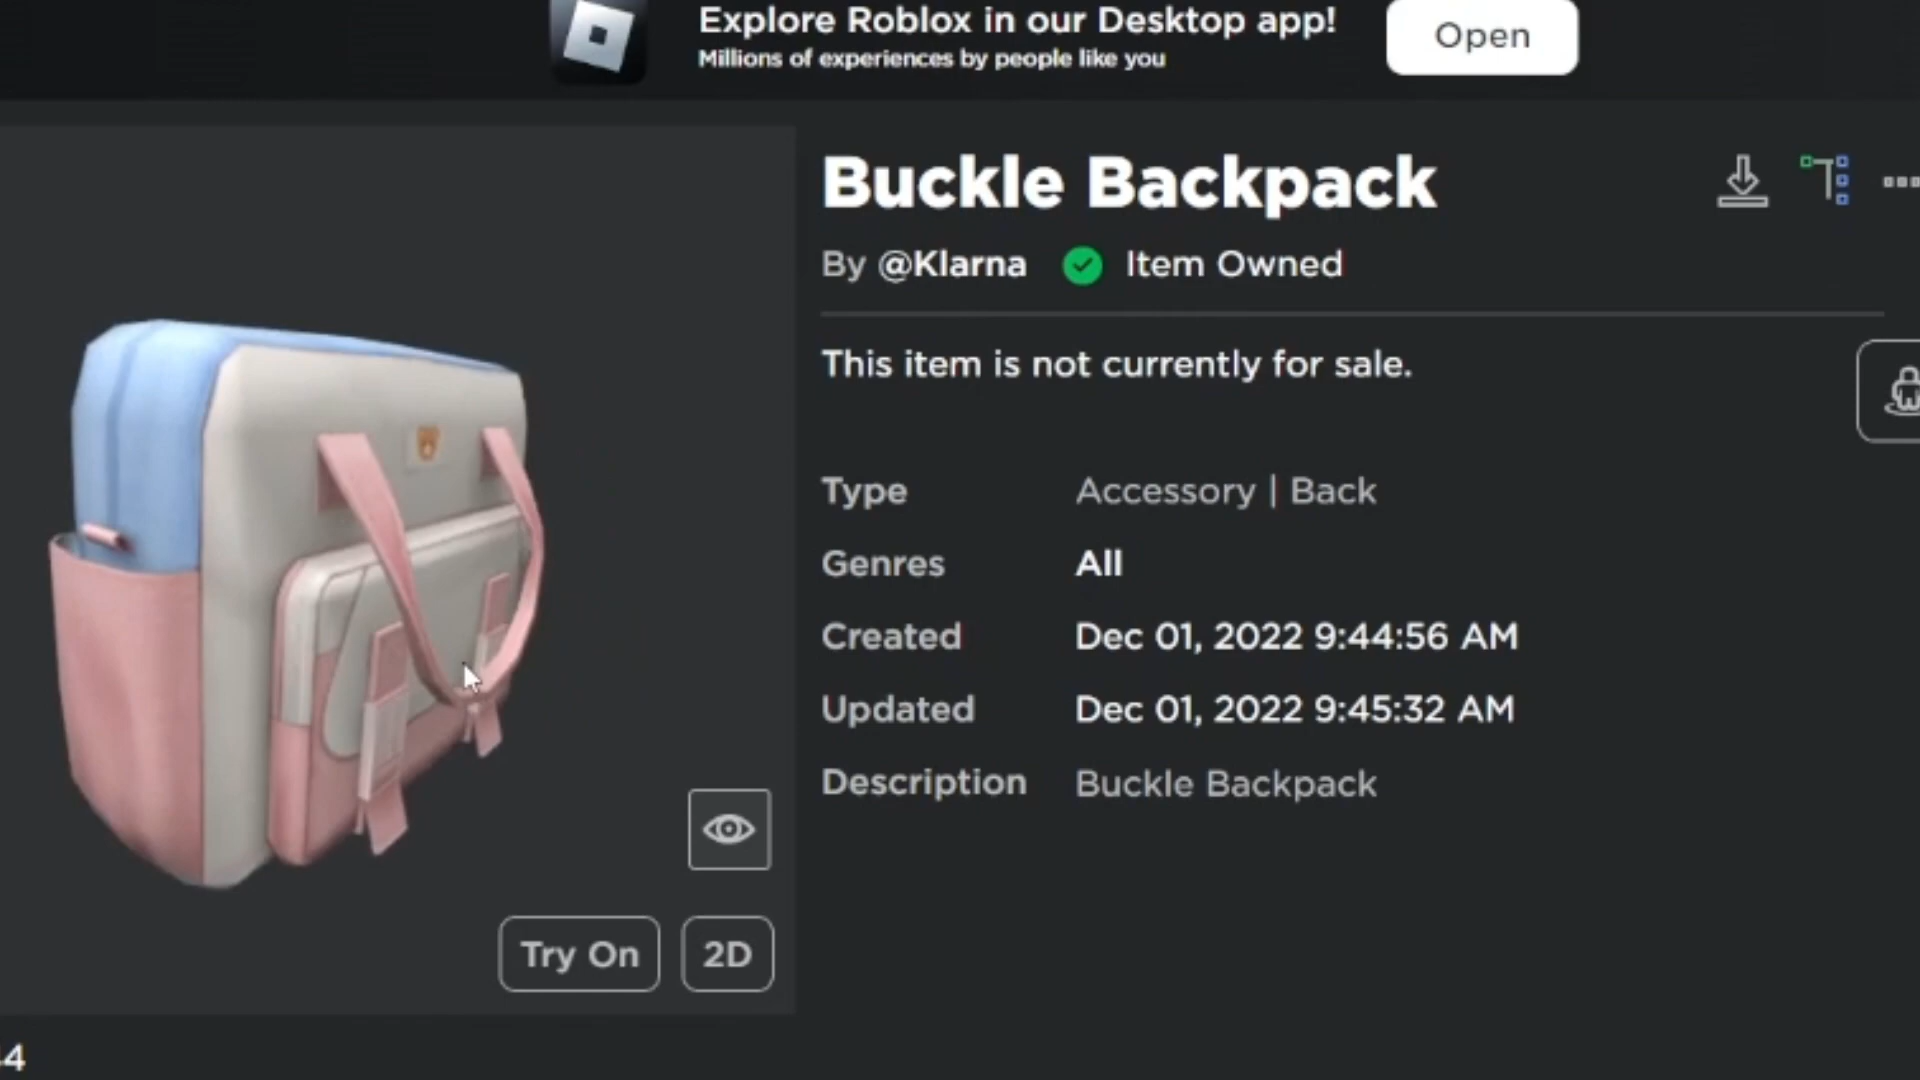 Explore Roblox in our Desktop app!
Millions of experiences by people like you
Open
Buckle Backpack
By @Klarna Item Owned
This item is not currently for sale.
Type Accessory | Back
Genres All
Created Dec 01, 2022 9:44:56 AM
Updated Dec 01, 2022 9:45:32 AM
Description Buckle Backpack
Try On
2D